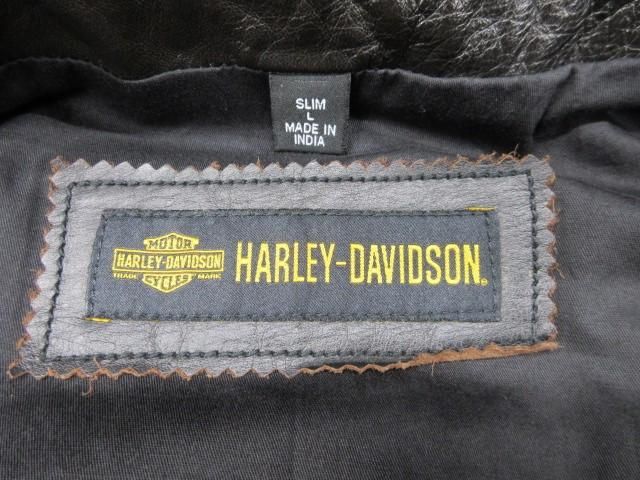 SLIM
L
MADE IN
INDIA
MOTOR
HARLEY-DAVIDSON
TRADE MARK
CYCLES
HARLEY-DAVIDSON®